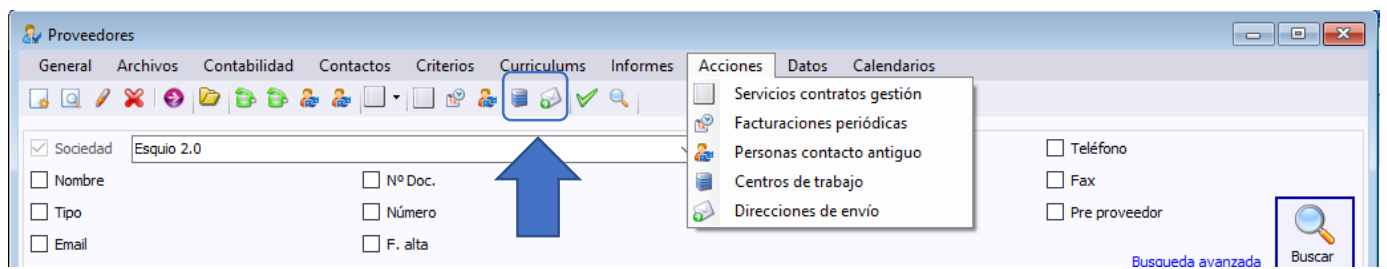 Proveedores
General Archivos Contabilidad Contactos Criterios Curriculums Informes Acciones Datos Calendarios
Servicios contratos gestión
Facturaciones periódicas
Personas contacto antiguo
Centros de trabajo
Direcciones de envío
Sociedad Esquio 2.0 Teléfono
Nombre Nº Doc. Fax
Tipo Número Pre proveedor
Email F. alta
Busqueda avanzada Buscar